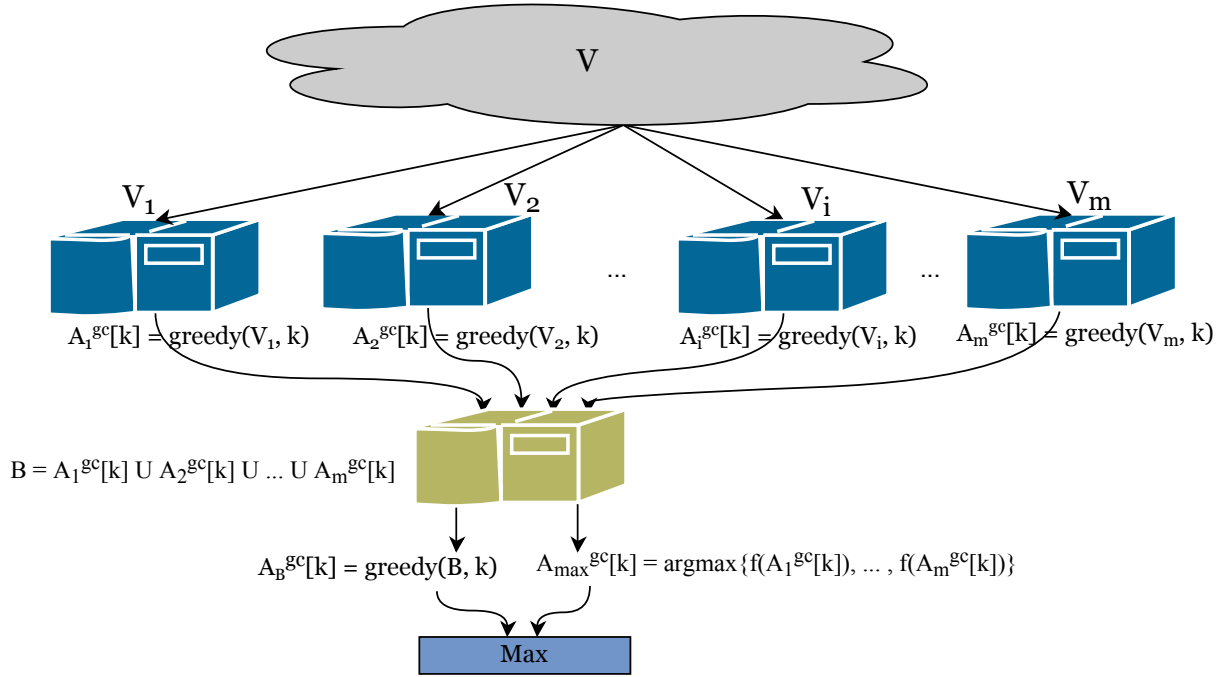 V
V₁ V₂ Vᵢ Vₘ
... ...
A₁ᵍᶜ[k] = greedy(V₁, k) A₂ᵍᶜ[k] = greedy(V₂, k) Aᵢᵍᶜ[k] = greedy(Vᵢ, k) Aₘᵍᶜ[k] = greedy(Vₘ, k)
B = A₁ᵍᶜ[k] U A₂ᵍᶜ[k] U ... U Aₘᵍᶜ[k]
A_Bᵍᶜ[k] = greedy(B, k) Aₘₐₓᵍᶜ[k] = argmax{f(A₁ᵍᶜ[k]), ... , f(Aₘᵍᶜ[k])}
Max